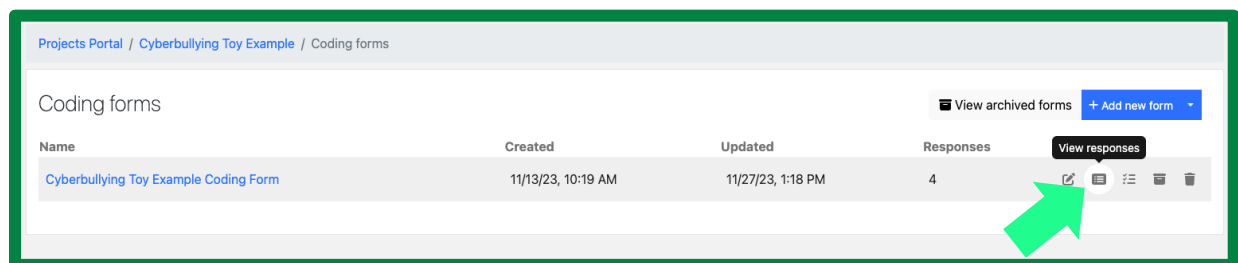 Projects Portal / Cyberbullying Toy Example / Coding forms
Coding forms
View archived forms
+ Add new form
Name Created Updated Responses
View responses
Cyberbullying Toy Example Coding Form 11/13/23, 10:19 AM 11/27/23, 1:18 PM 4